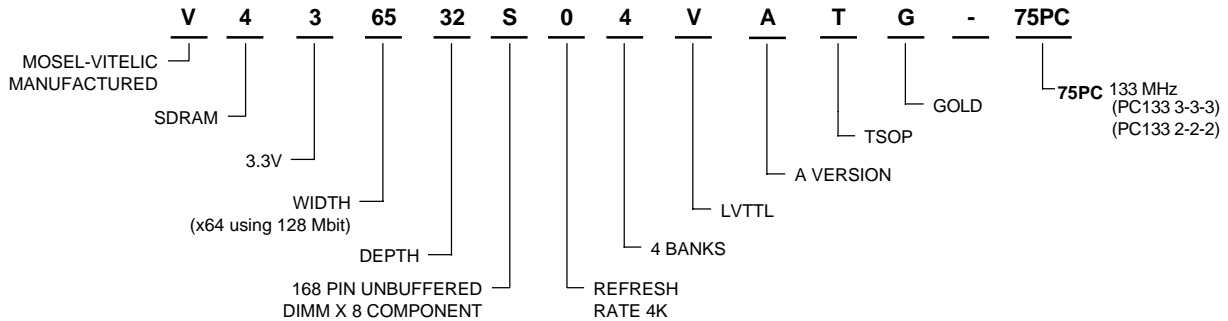 V 4 3 65 32 S 0 4 V A T G - 75PC
MOSEL-VITELIC
MANUFACTURED
SDRAM
3.3V
WIDTH
(x64 using 128 Mbit)
DEPTH
168 PIN UNBUFFERED
DIMM X 8 COMPONENT
REFRESH
RATE 4K
4 BANKS
LVTTL
A VERSION
TSOP
GOLD
75PC 133 MHz
(PC133 3-3-3)
(PC133 2-2-2)